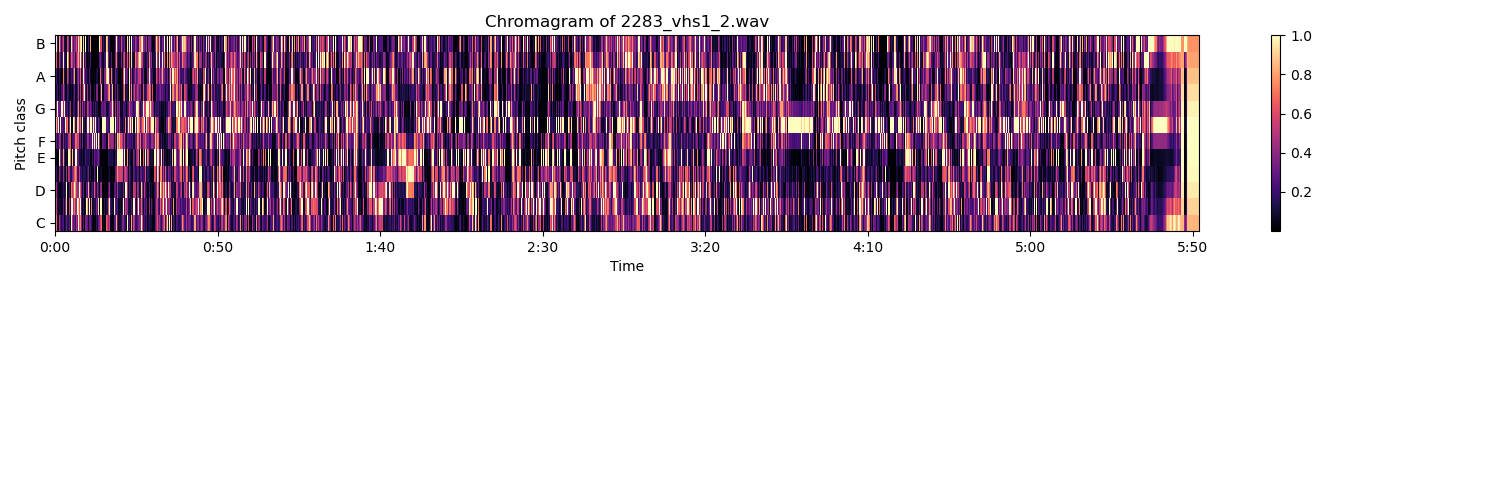 Chromagram of 2283_vhs1_2.wav
Pitch class
B
A
G
F
E
D
C
0:00 0:50 1:40 2:30 3:20 4:10 5:00 5:50
Time
1.0
0.8
0.6
0.4
0.2